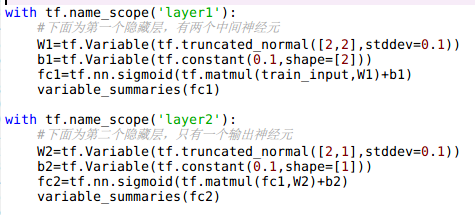 with tf.name_scope('layer1'):
    #下面为第一个隐藏层，有两个中间神经元
    W1=tf.Variable(tf.truncated_normal([2,2],stddev=0.1))
    b1=tf.Variable(tf.constant(0.1,shape=[2]))
    fc1=tf.nn.sigmoid(tf.matmul(train_input,W1)+b1)
    variable_summaries(fc1)
with tf.name_scope('layer2'):
    #下面为第二个隐藏层，只有一个输出神经元
    W2=tf.Variable(tf.truncated_normal([2,1],stddev=0.1))
    b2=tf.Variable(tf.constant(0.1,shape=[1]))
    fc2=tf.nn.sigmoid(tf.matmul(fc1,W2)+b2)
    variable_summaries(fc2)